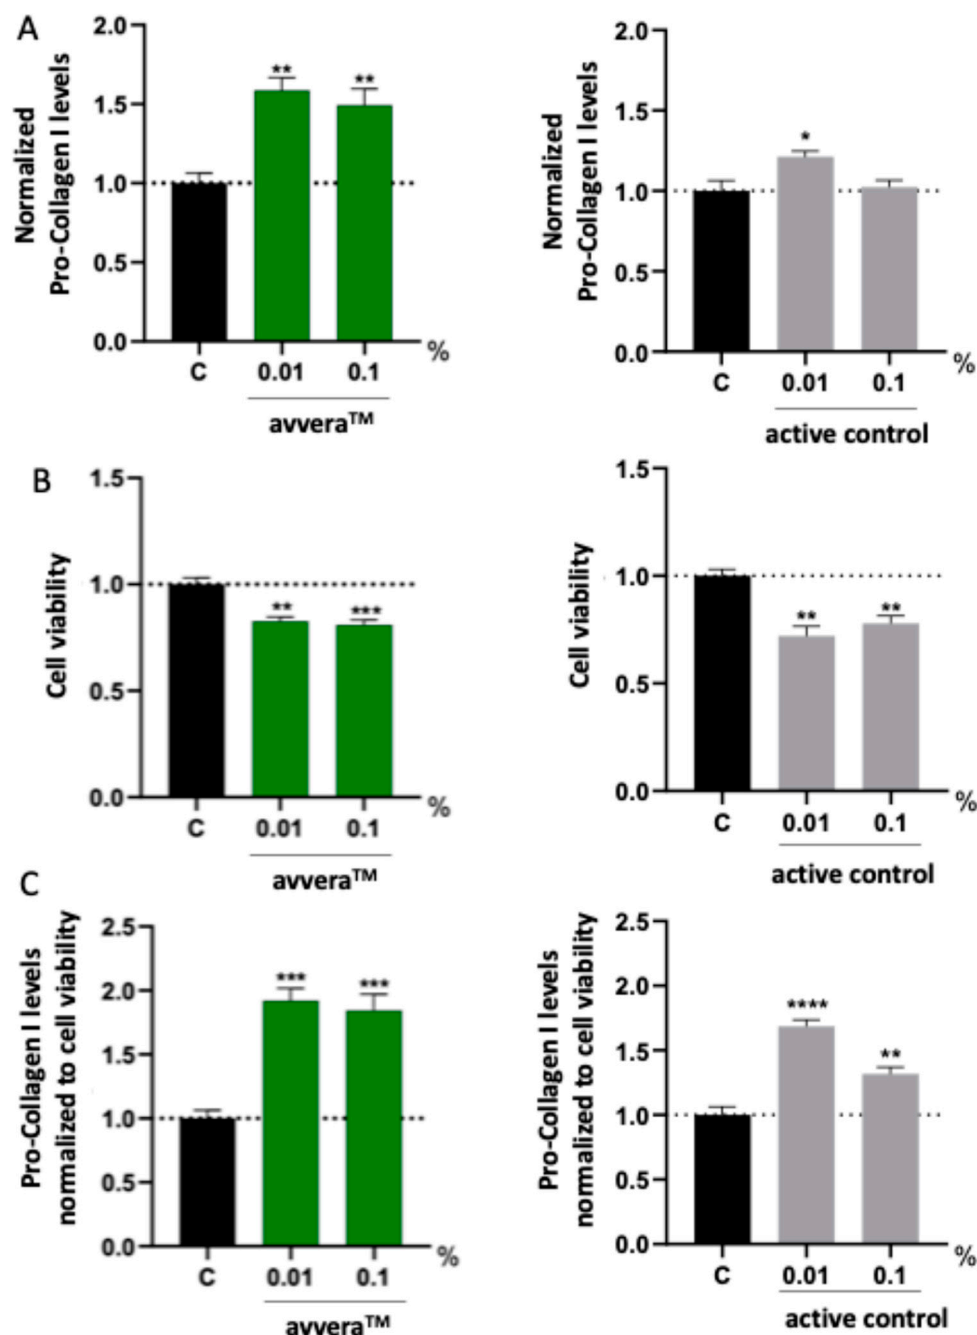 A
Normalized
Pro-Collagen I levels
2.0
1.5
1.0
0.5
0.0
** **
C 0.01 0.1 %
avvera™
Normalized
Pro-Collagen I levels
2.0
1.5
1.0
0.5
0.0
*
C 0.01 0.1 %
active control
B
Cell viability
1.5
1.0
0.5
0.0
** ***
C 0.01 0.1 %
avvera™
Cell viability
1.5
1.0
0.5
0.0
** **
C 0.01 0.1 %
active control
C
Pro-Collagen I levels
normalized to cell viability
2.5
2.0
1.5
1.0
0.5
0.0
*** ***
C 0.01 0.1 %
avvera™
Pro-Collagen I levels
normalized to cell viability
2.5
2.0
1.5
1.0
0.5
0.0
**** **
C 0.01 0.1 %
active control